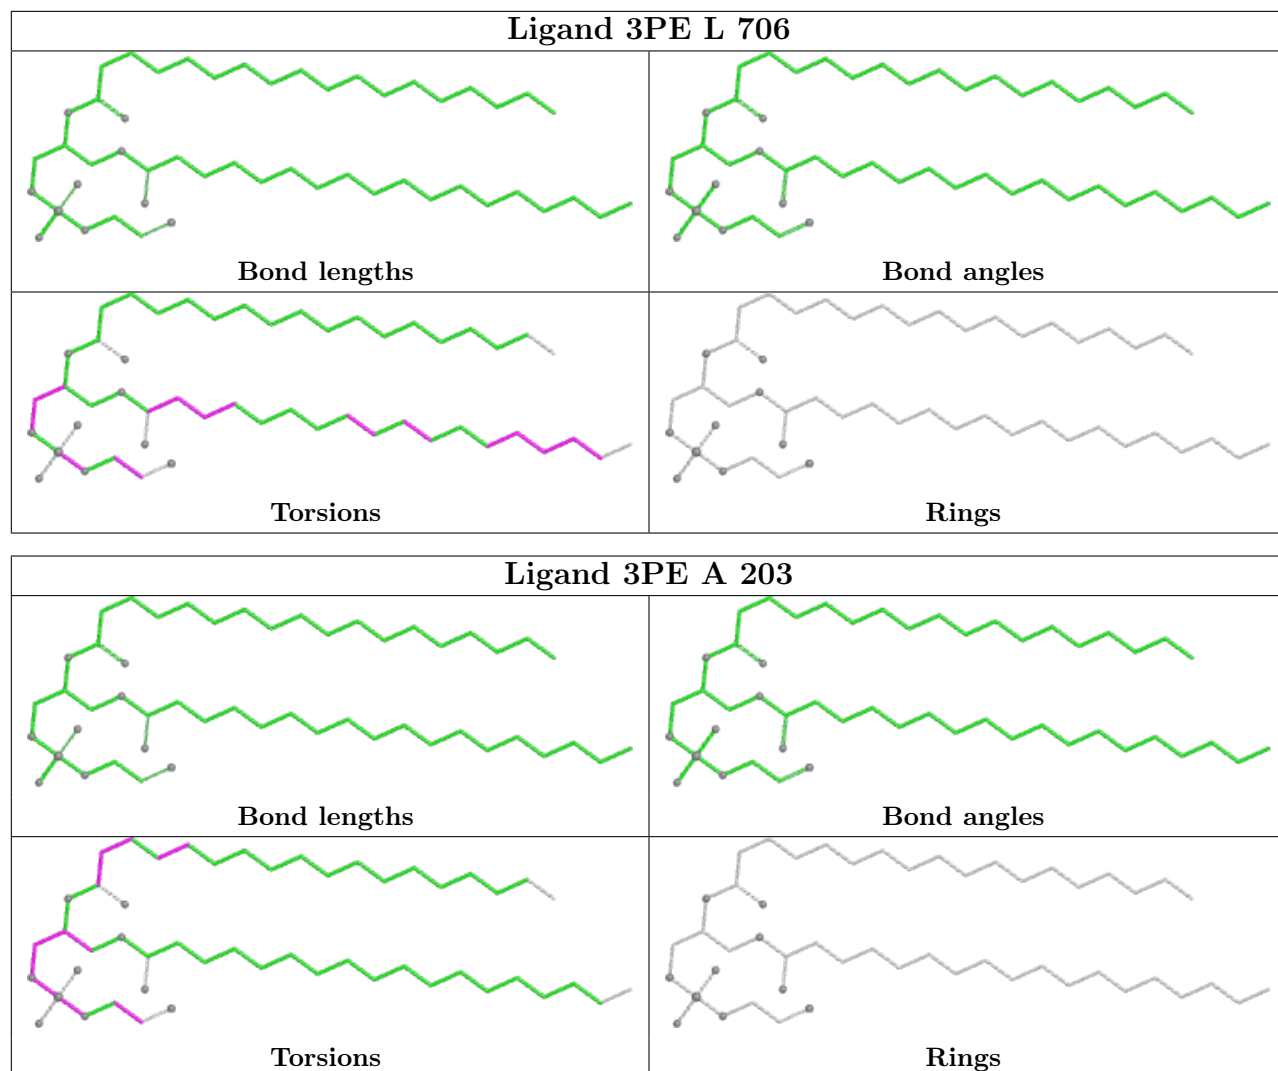 Ligand 3PE L 706
Bond lengths
Bond angles
Torsions
Rings
Ligand 3PE A 203
Bond lengths
Bond angles
Torsions
Rings